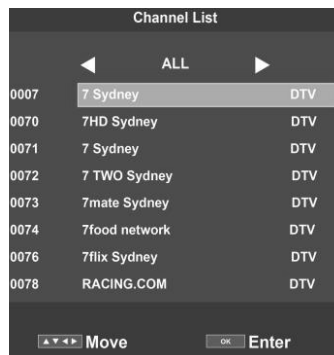 Channel List
ALL
0007 7 Sydney DTV
0070 7HD Sydney DTV
0071 7 Sydney DTV
0072 7 TWO Sydney DTV
0073 7mate Sydney DTV
0074 7food network DTV
0076 7flix Sydney DTV
0078 RACING.COM DTV
Move OK Enter